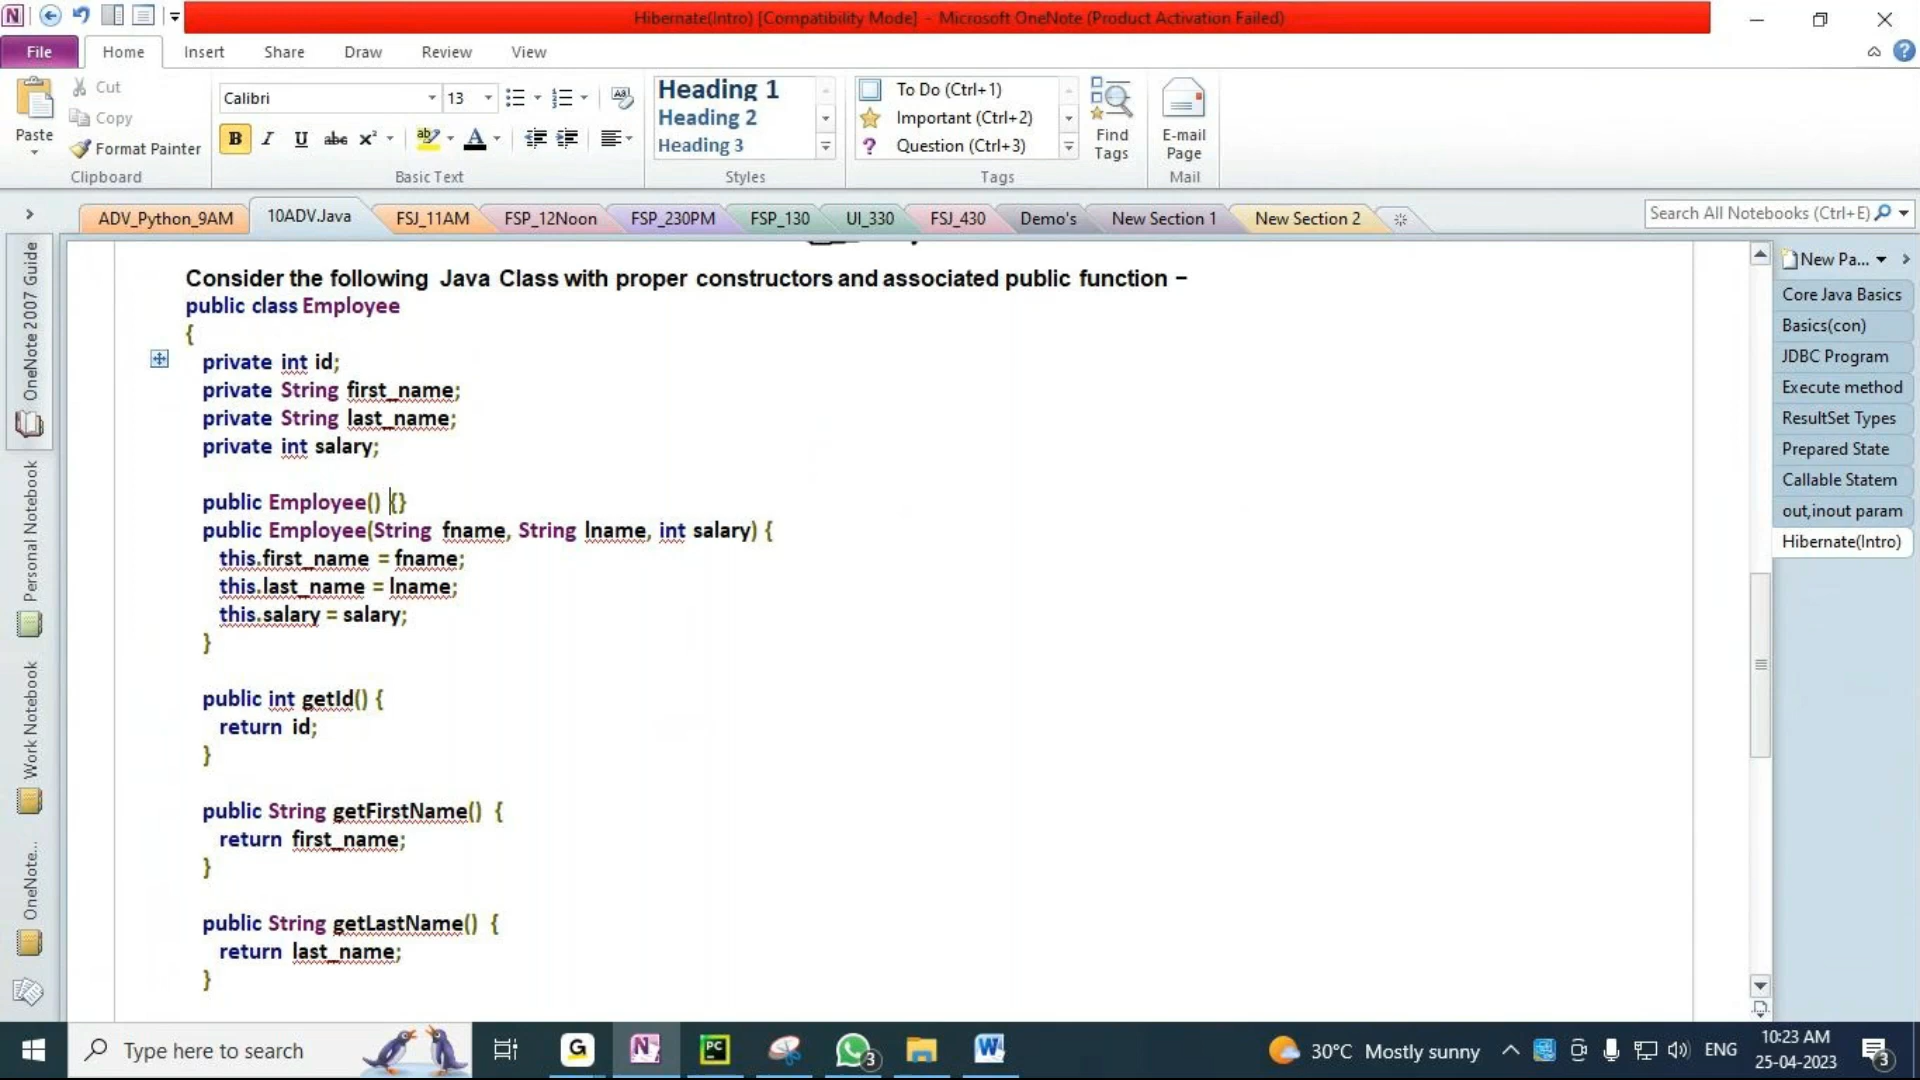 Hibernate(Intro) [Compatibility Mode] - Microsoft OneNote (Product Activation Failed)
File Home Insert Share Draw Review View
Paste
Cut
Copy
Format Painter
Clipboard
Calibri 13
B I U abc x² A
Basic Text
Heading 1
Heading 2
Heading 3
Styles
To Do (Ctrl+1)
Important (Ctrl+2)
Question (Ctrl+3)
Tags
Find Tags
E-mail Page
Mail
ADV_Python_9AM 10ADV.Java FSJ_11AM FSP_12Noon FSP_230PM FSP_130 UI_330 FSJ_430 Demo's New Section 1 New Section 2
Search All Notebooks (Ctrl+E)
OneNote 2007 Guide
Personal Notebook
Work Notebook
OneNote...
Consider the following Java Class with proper constructors and associated public function −
public class Employee
{
private int id;
private String first_name;
private String last_name;
private int salary;
public Employee() {}
public Employee(String fname, String lname, int salary) {
this.first_name = fname;
this.last_name = lname;
this.salary = salary;
}
public int getId() {
return id;
}
public String getFirstName() {
return first_name;
}
public String getLastName() {
return last_name;
}
New Pa...
Core Java Basics
Basics(con)
JDBC Program
Execute method
ResultSet Types
Prepared State
Callable Statem
out,inout param
Hibernate(Intro)
Type here to search
PC
3
30°C Mostly sunny
ENG
10:23 AM
25-04-2023
3